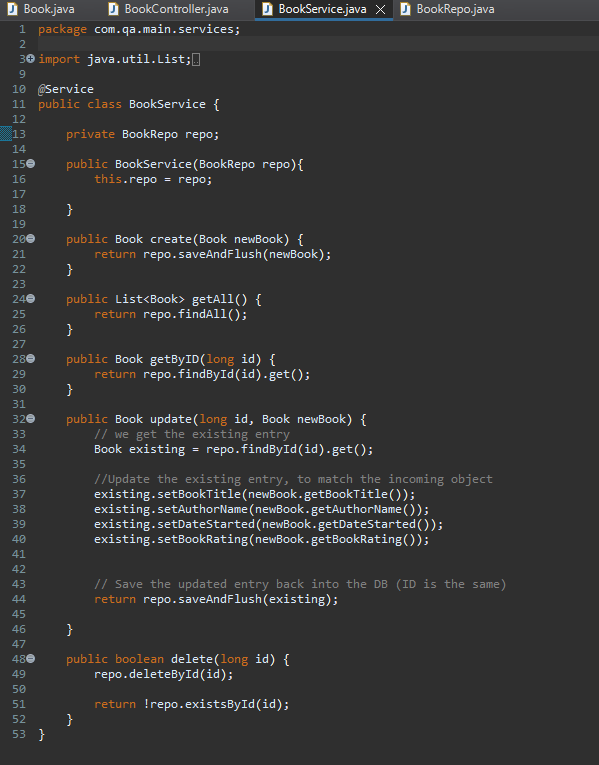 Book.java BookController.java BookService.java BookRepo.java
1 package com.qa.main.services;
2
3 import java.util.List;
9
10 @Service
11 public class BookService {
12
13 private BookRepo repo;
14
15 public BookService(BookRepo repo){
16 this.repo = repo;
17
18 }
19
20 public Book create(Book newBook) {
21 return repo.saveAndFlush(newBook);
22 }
23
24 public List<Book> getAll() {
25 return repo.findAll();
26 }
27
28 public Book getByID(long id) {
29 return repo.findById(id).get();
30 }
31
32 public Book update(long id, Book newBook) {
33 // we get the existing entry
34 Book existing = repo.findById(id).get();
35
36 //Update the existing entry, to match the incoming object
37 existing.setBookTitle(newBook.getBookTitle());
38 existing.setAuthorName(newBook.getAuthorName());
39 existing.setDateStarted(newBook.getDateStarted());
40 existing.setBookRating(newBook.getBookRating());
41
42
43 // Save the updated entry back into the DB (ID is the same)
44 return repo.saveAndFlush(existing);
45
46 }
47
48 public boolean delete(long id) {
49 repo.deleteById(id);
50
51 return !repo.existsById(id);
52 }
53 }